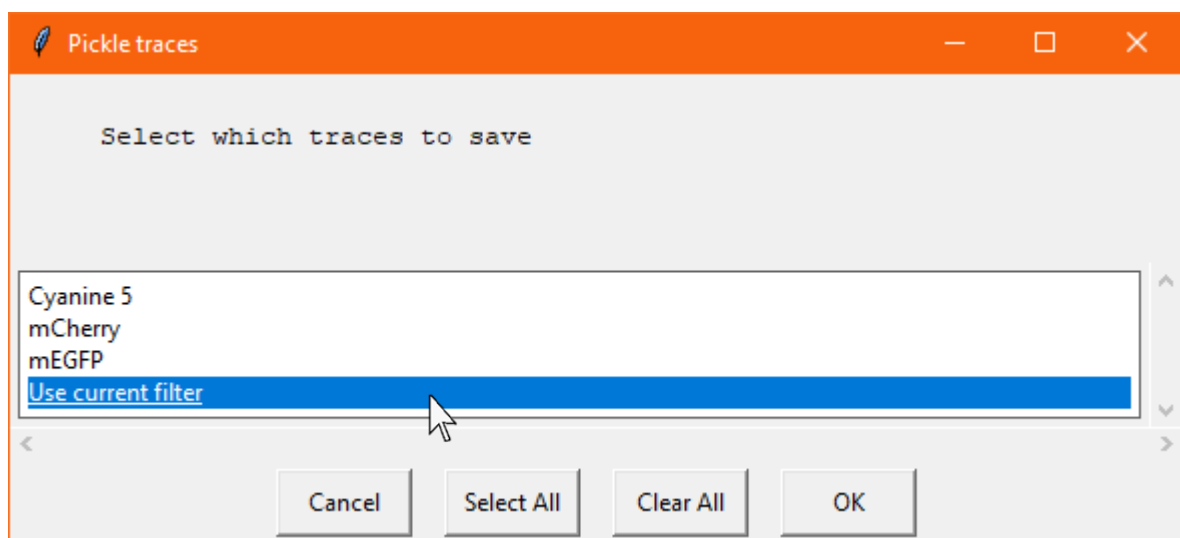 Pickle traces
Select which traces to save
Cyanine 5
mCherry
mEGFP
Use current filter
Cancel Select All Clear All OK